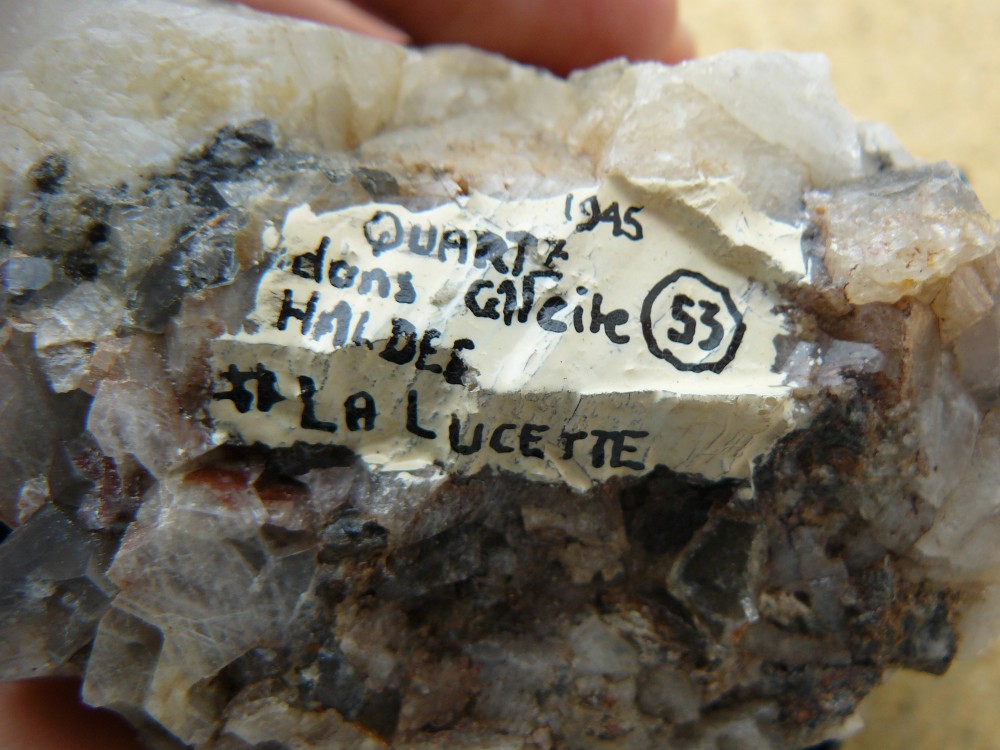 1945
QUARTZ
dans calcite 53
HALDES
LA LUCETTE